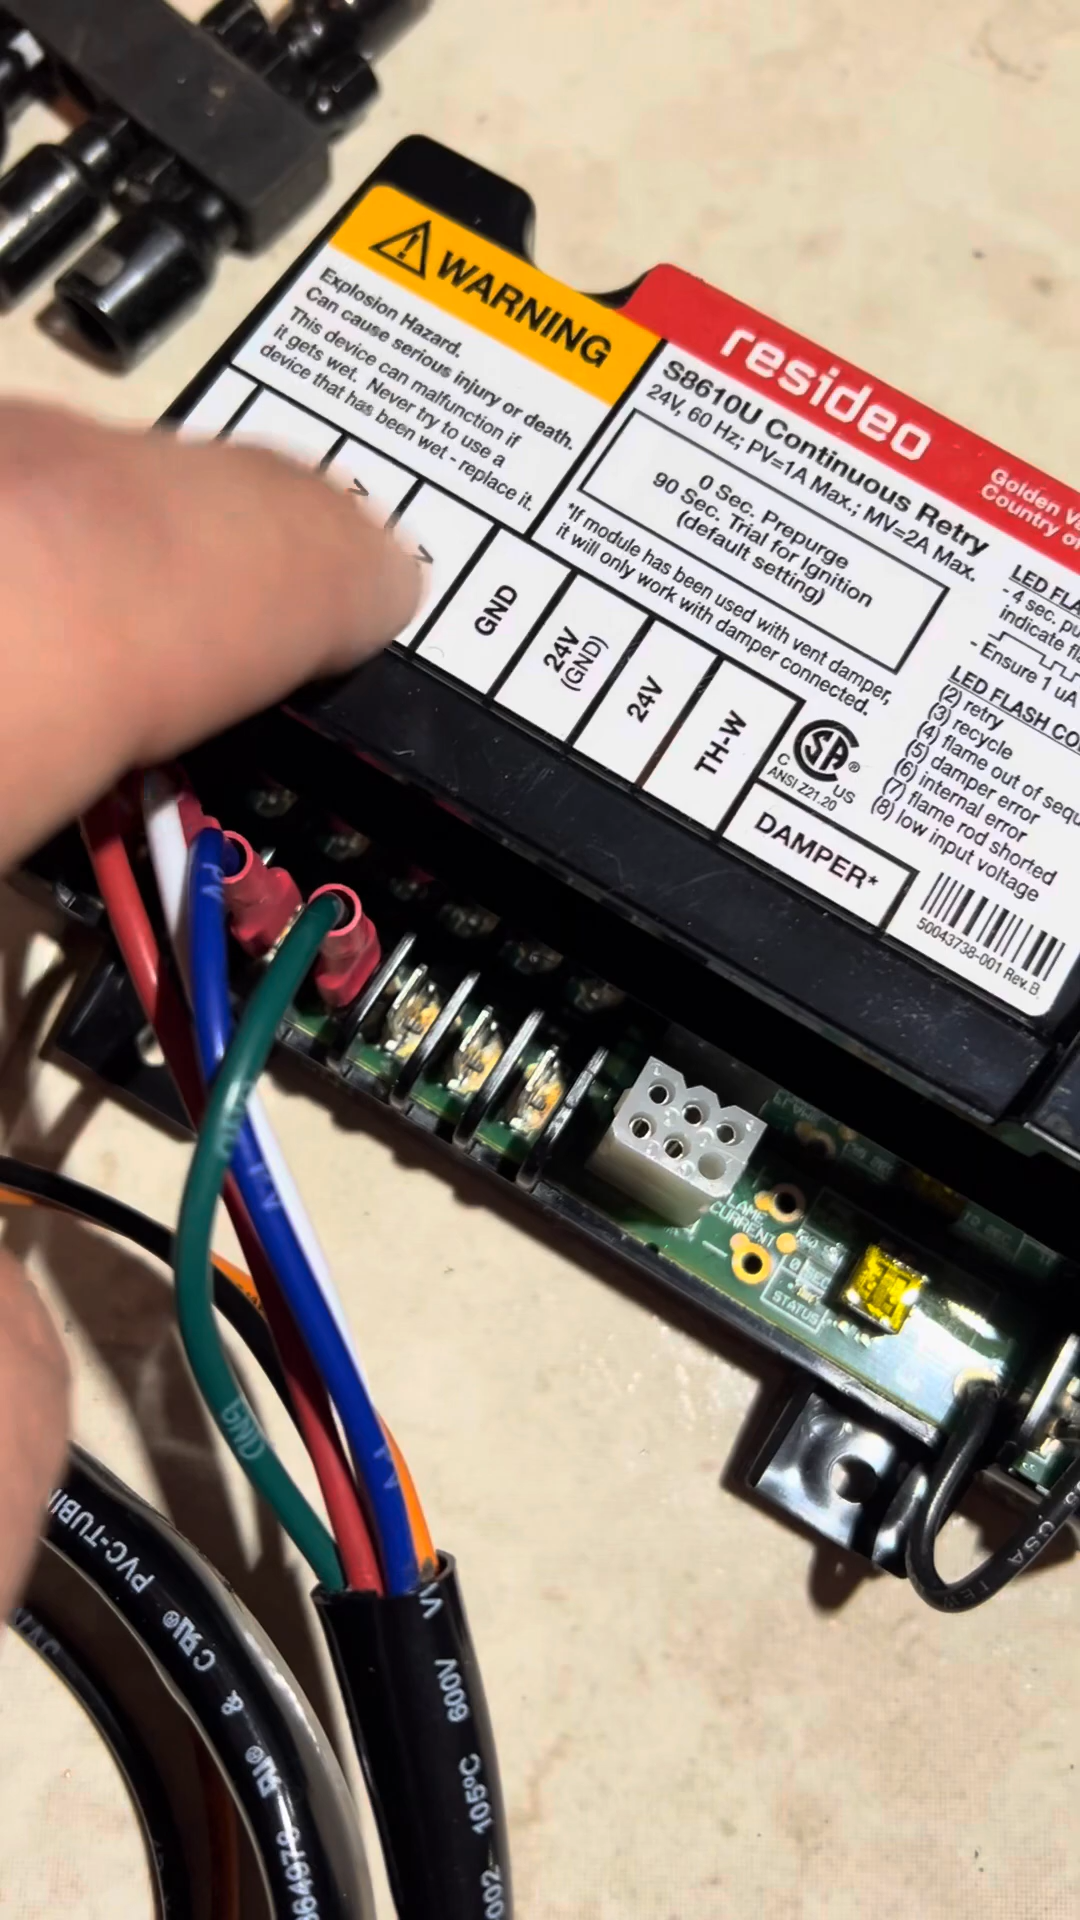 WARNING
Explosion Hazard.
Can cause serious injury or death.
This device can malfunction if
it gets wet. Never try to use a
device that has been wet - replace it.
resideo
Golden
Country of
S8610U Continuous Retry
24V, 60 Hz; PV=1A Max.; MV=2A Max.
0 Sec. Prepurge
90 Sec. Trial for Ignition
(default setting)
*If module has been used with vent damper,
it will only work with damper connected.
LED
- 4 sec.
indicate
- Ensure 1 uA
LED FLASH
(2) retry
(3) recycle
(4) flame out of
(5) damper error
(6) internal error
(7) flame rod shorted
(8) low input voltage
GND
24V
(GND)
24V
TH-W
C US
ANSI Z21.20
DAMPER*
50043738-001 Rev.B
PV
CURRENT
STATUS
GND
PVC-TUBI
& CRU®
600V
105°C